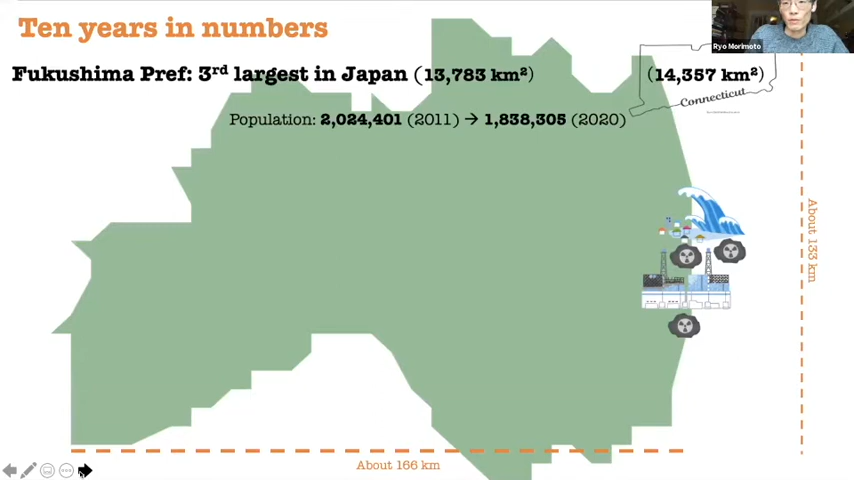 Ten years in numbers
Ryo Morimoto
Fukushima Pref: 3rd largest in Japan (13,783 km²)
(14,357 km²)
Connecticut
Population: 2,024,401 (2011) → 1,838,305 (2020)
About 133 km
About 166 km